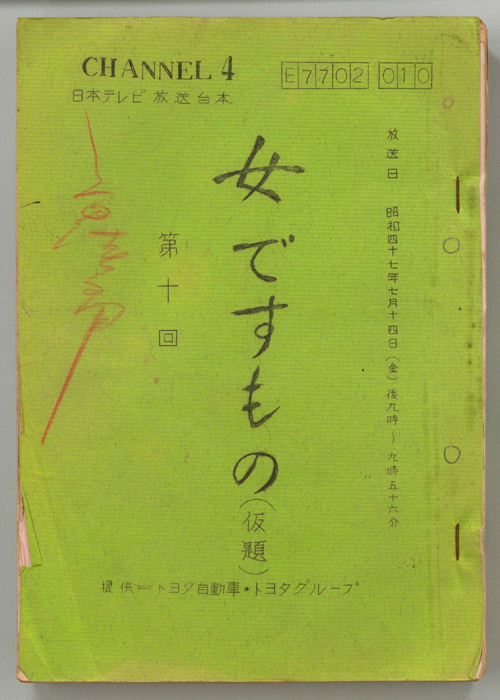 CHANNEL 4
E7702 010
日本テレビ 放送台本
放送日 昭和四十七年七月十四日(金)後九時〜九時五十六分
女ですもの(仮題)
第十回
提供=トヨタ自動車・トヨタグループ